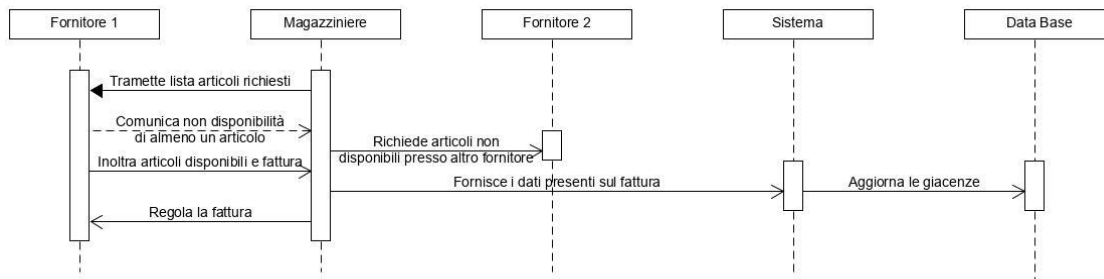 Fornitore 1
Magazziniere
Fornitore 2
Sistema
Data Base
Tramette lista articoli richiesti
Comunica non disponibilità
di almeno un articolo
Richiede articoli non
disponibili presso altro fornitore
Inoltra articoli disponibili e fattura
Fornisce i dati presenti sul fattura
Aggiorna le giacenze
Regola la fattura